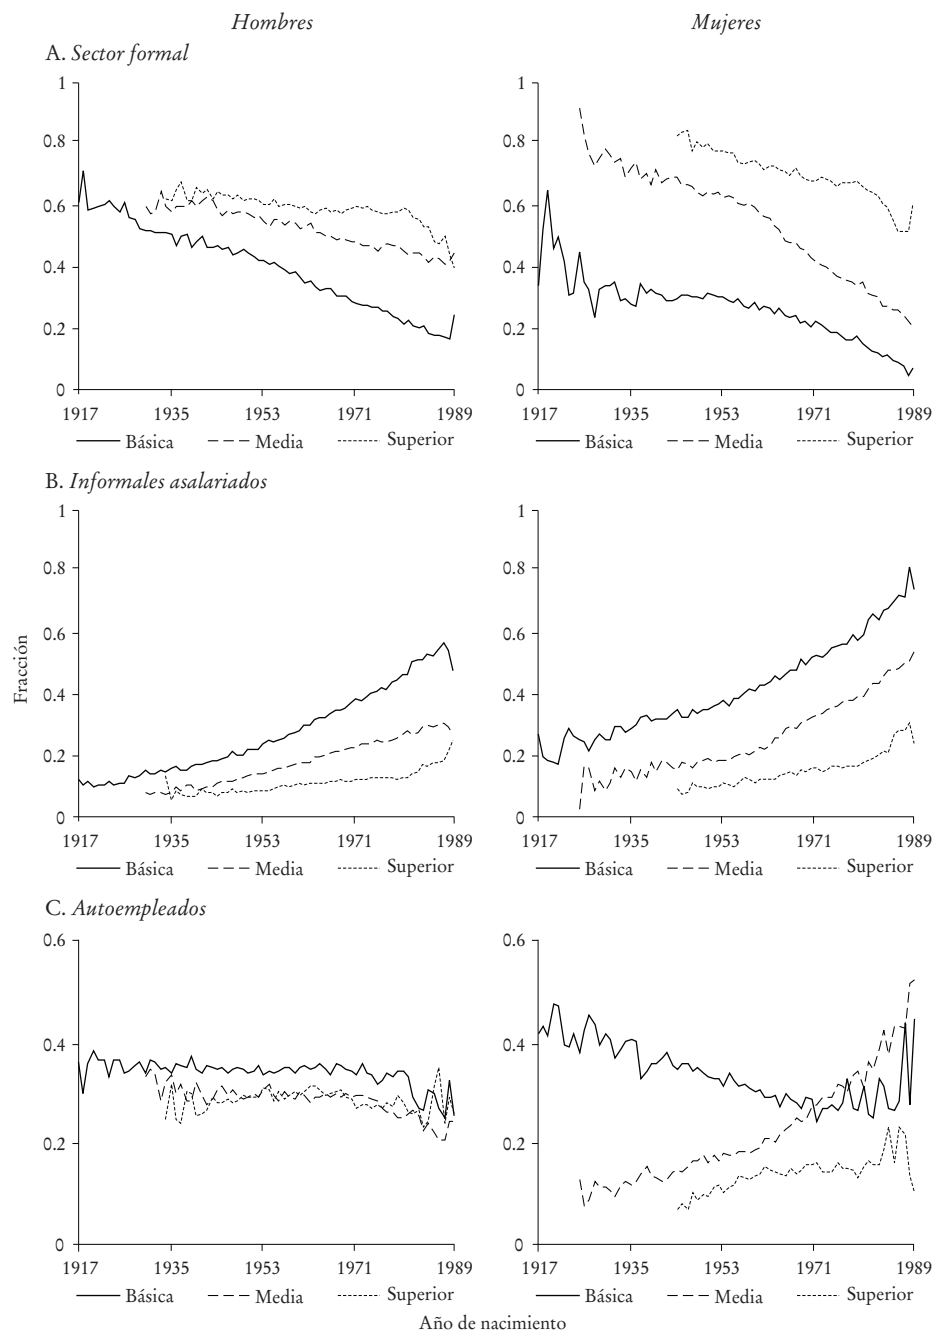 Hombres Mujeres
A. Sector formal
1 1
0.8 0.8
0.6 0.6
0.4 0.4
0.2 0.2
0 0
1917 1935 1953 1971 1989 1917 1935 1953 1971 1989
Básica Media Superior Básica Media Superior
B. Informales asalariados
1 1
0.8 0.8
0.6 0.6
Fracción
0.4 0.4
0.2 0.2
0 0
1917 1935 1953 1971 1989 1917 1935 1953 1971 1989
Básica Media Superior Básica Media Superior
C. Autoempleados
0.6 0.6
0.4 0.4
0.2 0.2
0 0
1917 1935 1953 1971 1989 1917 1935 1953 1971 1989
Básica Media Superior Básica Media Superior
Año de nacimiento